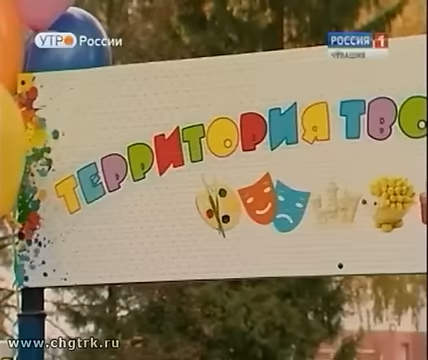 УТРО России
РОССИЯ 1
ЧУВАШИЯ
ТЕРРИТОРИЯ ТВО
www.chgtrk.ru